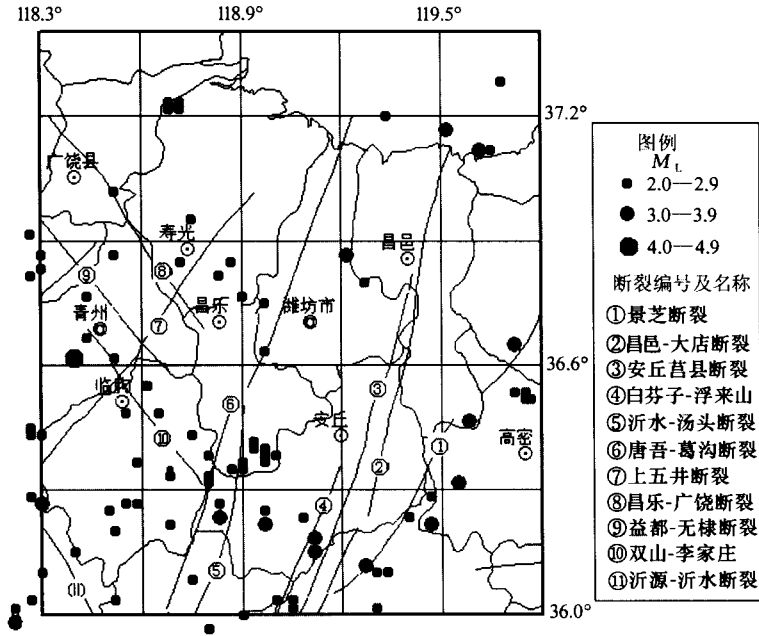 118.3°
118.9°
119.5°
37.2°
广饶县
寿光
昌邑
⑨
⑧
青州
昌乐
潍坊市
⑦
36.6°
临朐
③
⑥
安丘
①
⑩
高密
②
④
⑤
⑪
36.0°
图例
M_L
2.0—2.9
3.0—3.9
4.0—4.9
断裂编号及名称
①景芝断裂
②昌邑-大店断裂
③安丘莒县断裂
④白芬子-浮来山
⑤沂水-汤头断裂
⑥唐吾-葛沟断裂
⑦上五井断裂
⑧昌乐-广饶断裂
⑨益都-无棣断裂
⑩双山-李家庄
⑪沂源-沂水断裂